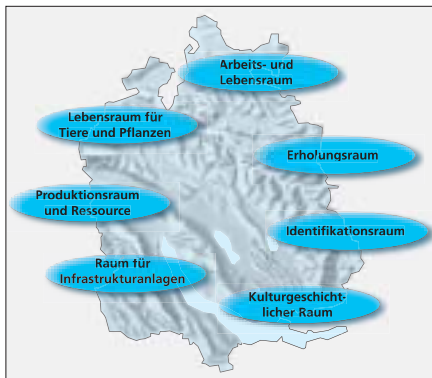 Arbeits- und
Lebensraum
Lebensraum für
Tiere und Pflanzen
Erholungsraum
Produktionsraum
und Ressource
Identifikationsraum
Raum für
Infrastrukturanlagen
Kulturgeschicht-
licher Raum